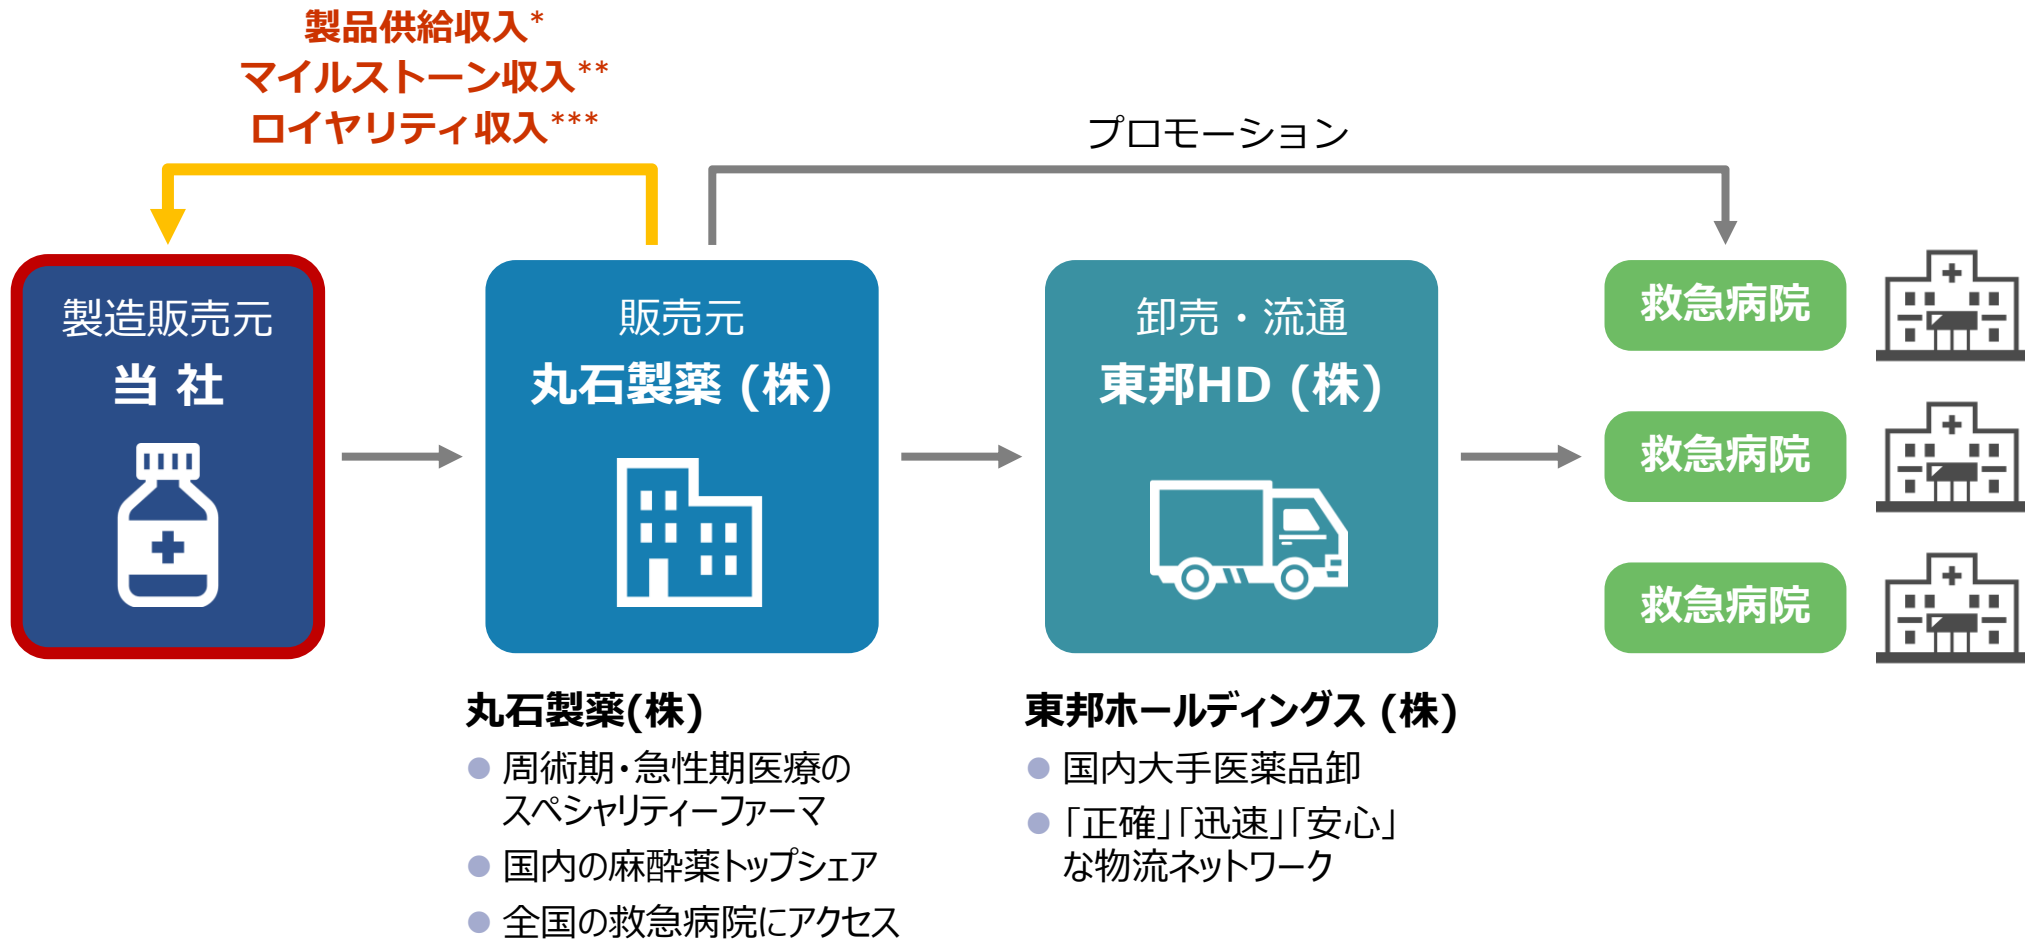 製品供給収入*
マイルストーン収入**
ロイヤリティ収入***
プロモーション
製造販売元
当 社
販売元
丸石製薬 (株)
卸売・流通
東邦HD (株)
救急病院
救急病院
救急病院
丸石製薬(株)
● 周術期・急性期医療の
スペシャリティーファーマ
● 国内の麻酔薬トップシェア
● 全国の救急病院にアクセス
東邦ホールディングス (株)
● 国内大手医薬品卸
● 「正確」「迅速」「安心」
な物流ネットワーク